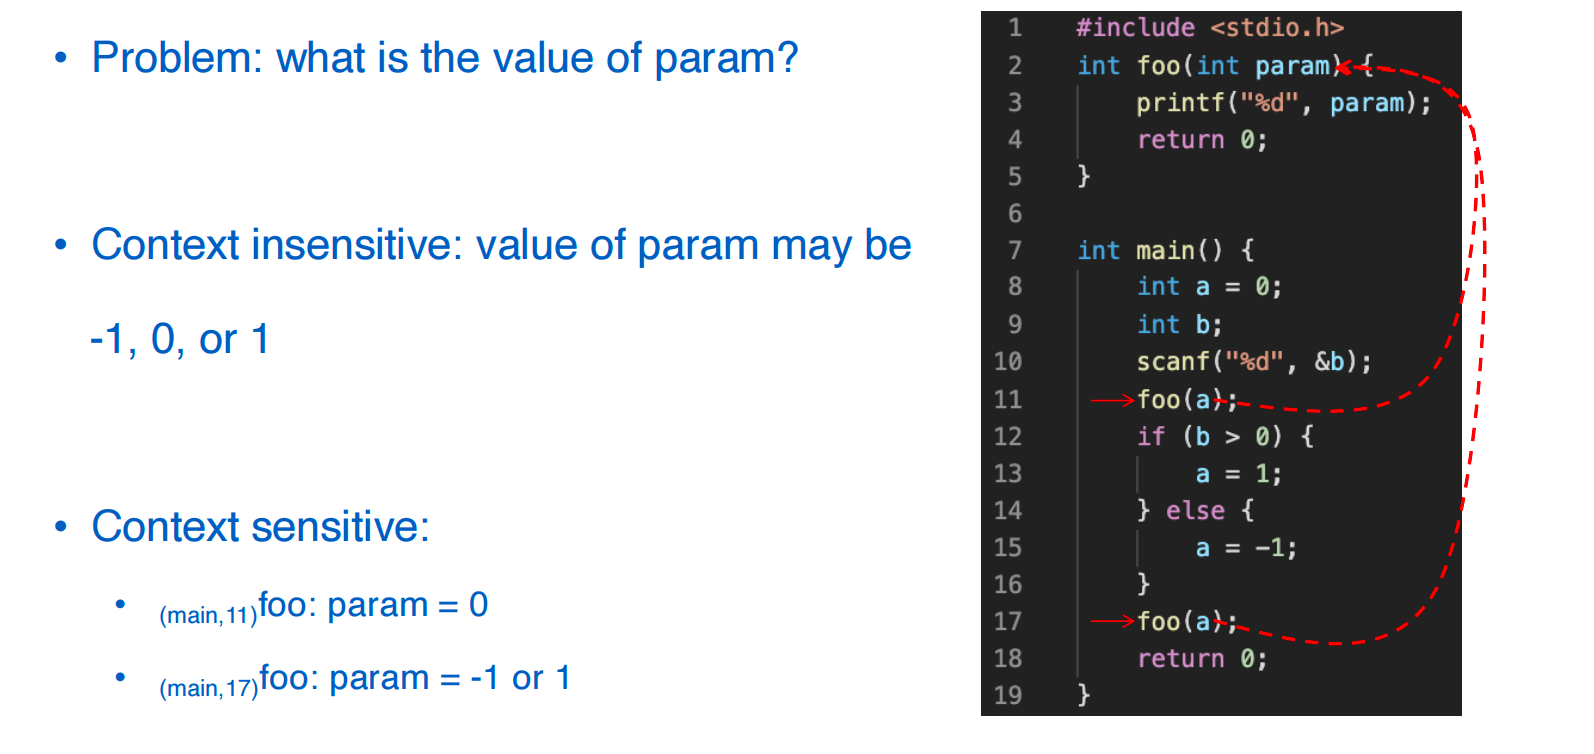 • Problem: what is the value of param?
• Context insensitive: value of param may be
-1, 0, or 1
• Context sensitive:
• (main,11)foo: param = 0
• (main,17)foo: param = -1 or 1
1 #include <stdio.h>
2 int foo(int param) {
3 printf("%d", param);
4 return 0;
5 }
6
7 int main() {
8 int a = 0;
9 int b;
10 scanf("%d", &b);
11 foo(a);
12 if (b > 0) {
13 a = 1;
14 } else {
15 a = -1;
16 }
17 foo(a);
18 return 0;
19 }